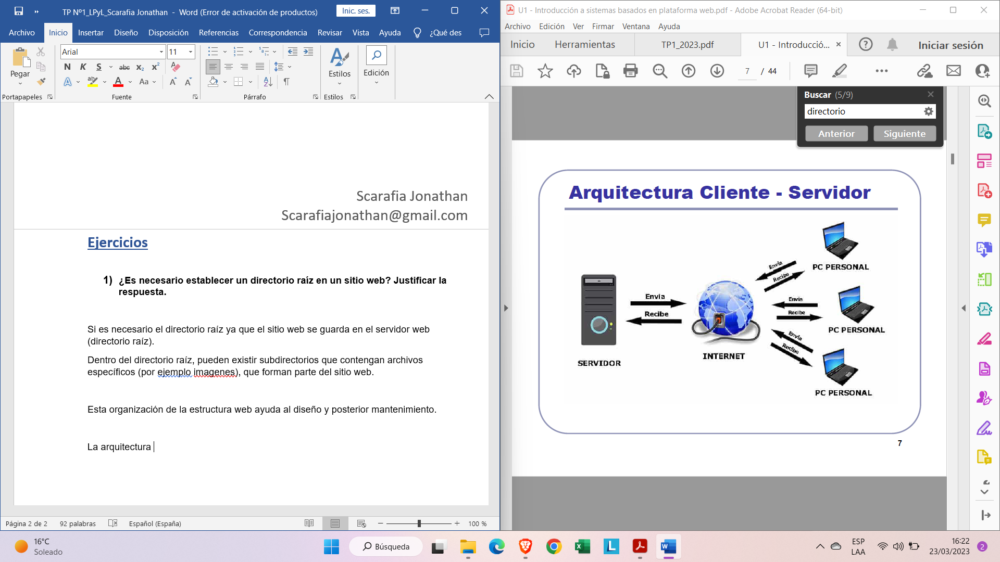 TP Nº1_LPyL_Scarafia Jonathan - Word (Error de activación de productos)
Inic. ses.
Archivo Inicio Insertar Diseño Disposición Referencias Correspondencia Revisar Vista Ayuda ¿Qué des
Pegar
Portapapeles
Arial 11
N K S abc x₂ x²
A ab A Aa A A
Fuente
Párrafo
Estilos
Estilos
Edición
Scarafia Jonathan
Scarafiajonathan@gmail.com
Ejercicios
1) ¿Es necesario establecer un directorio raíz en un sitio web? Justificar la
respuesta.
Si es necesario el directorio raíz ya que el sitio web se guarda en el servidor web
(directorio raíz).
Dentro del directorio raíz, pueden existir subdirectorios que contengan archivos
específicos (por ejemplo imagenes), que forman parte del sitio web.
Esta organización de la estructura web ayuda al diseño y posterior mantenimiento.
La arquitectura
Página 2 de 2 92 palabras Español (España) 100 %
U1 - Introducción a sistemas basados en plataforma web.pdf - Adobe Acrobat Reader (64-bit)
Archivo Edición Ver Firmar Ventana Ayuda
Inicio Herramientas TP1_2023.pdf U1 - Introducció... Iniciar sesión
7 / 44
Buscar (5/9)
directorio
Anterior Siguiente
Arquitectura Cliente - Servidor
Envia
Recibe
PC PERSONAL
Envia
Recibe
Envia
Recibe
PC PERSONAL
Envia
Recibe
INTERNET
SERVIDOR
PC PERSONAL
7
16°C
Soleado
Búsqueda
ESP
LAA
16:22
23/03/2023
2